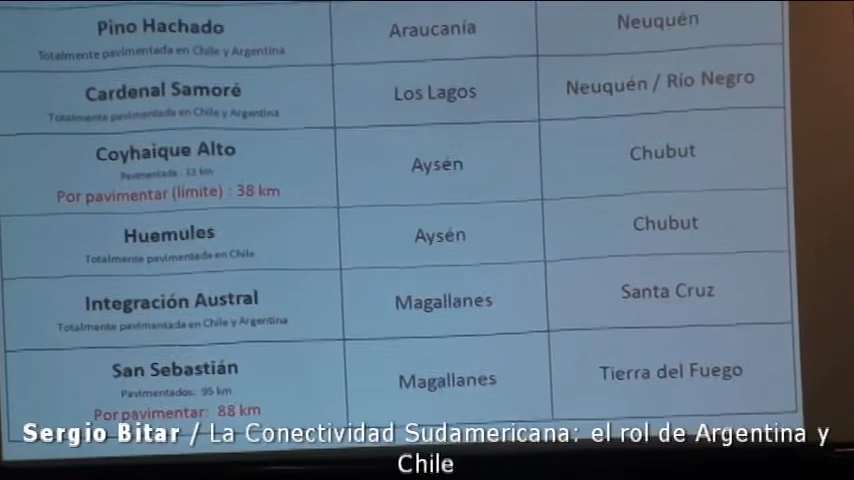 Pino Hachado
Araucanía
Neuquén
Totalmente pavimentada en Chile y Argentina
Cardenal Samoré
Los Lagos
Neuquén / Río Negro
Totalmente pavimentada en Chile y Argentina
Coyhaique Alto
Aysén
Chubut
Pavimentada : 12 km
Por pavimentar (límite) : 38 km
Huemules
Aysén
Chubut
Totalmente pavimentada en Chile
Integración Austral
Magallanes
Santa Cruz
Totalmente pavimentada en Chile y Argentina
San Sebastián
Magallanes
Tierra del Fuego
Pavimentados: 95 km
Por pavimentar: 88 km
Sergio Bitar / La Conectividad Sudamericana: el rol de Argentina y
Chile